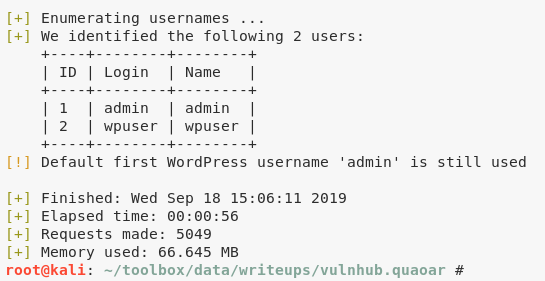 [+] Enumerating usernames ...
[+] We identified the following 2 users:
    +----+--------+--------+
    | ID | Login  | Name   |
    +----+--------+--------+
    | 1  | admin  | admin  |
    | 2  | wpuser | wpuser |
    +----+--------+--------+
[!] Default first WordPress username 'admin' is still used

[+] Finished: Wed Sep 18 15:06:11 2019
[+] Elapsed time: 00:00:56
[+] Requests made: 5049
[+] Memory used: 66.645 MB
root@kali: ~/toolbox/data/writeups/vulnhub.quaoar #